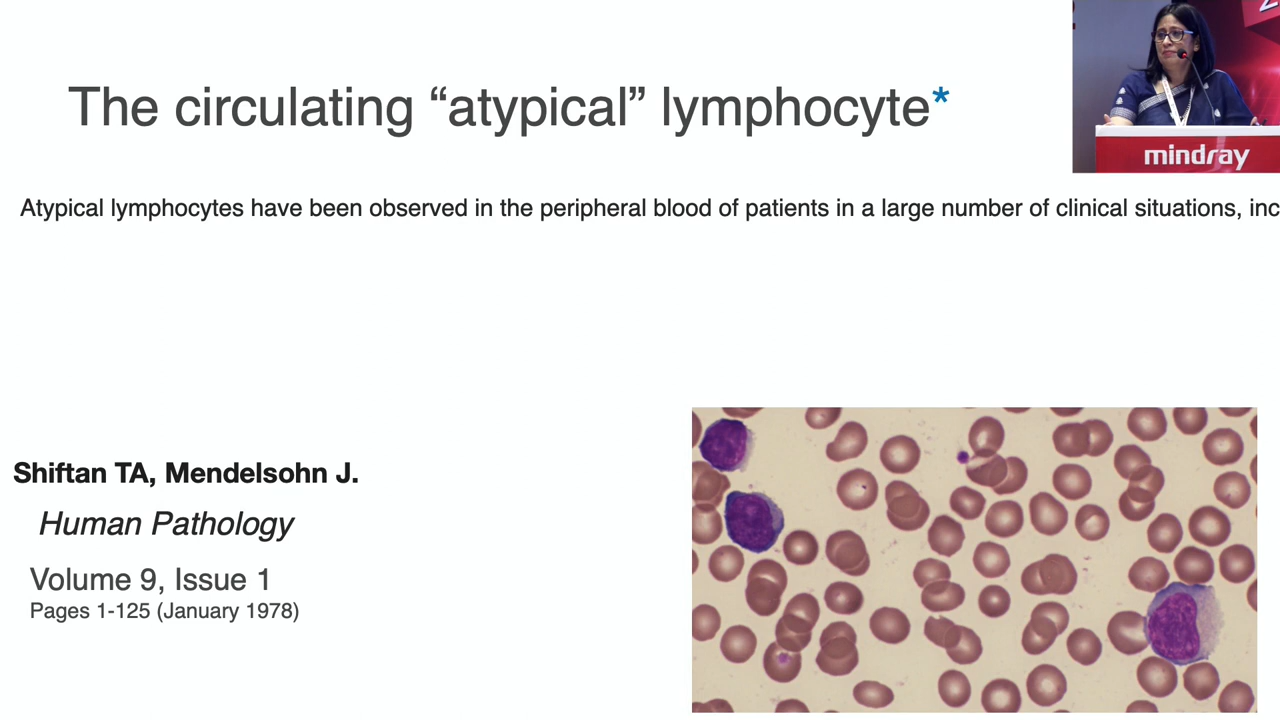 The circulating “atypical” lymphocyte*
mindray
Atypical lymphocytes have been observed in the peripheral blood of patients in a large number of clinical situations, inc
Shiftan TA, Mendelsohn J.
Human Pathology
Volume 9, Issue 1
Pages 1-125 (January 1978)